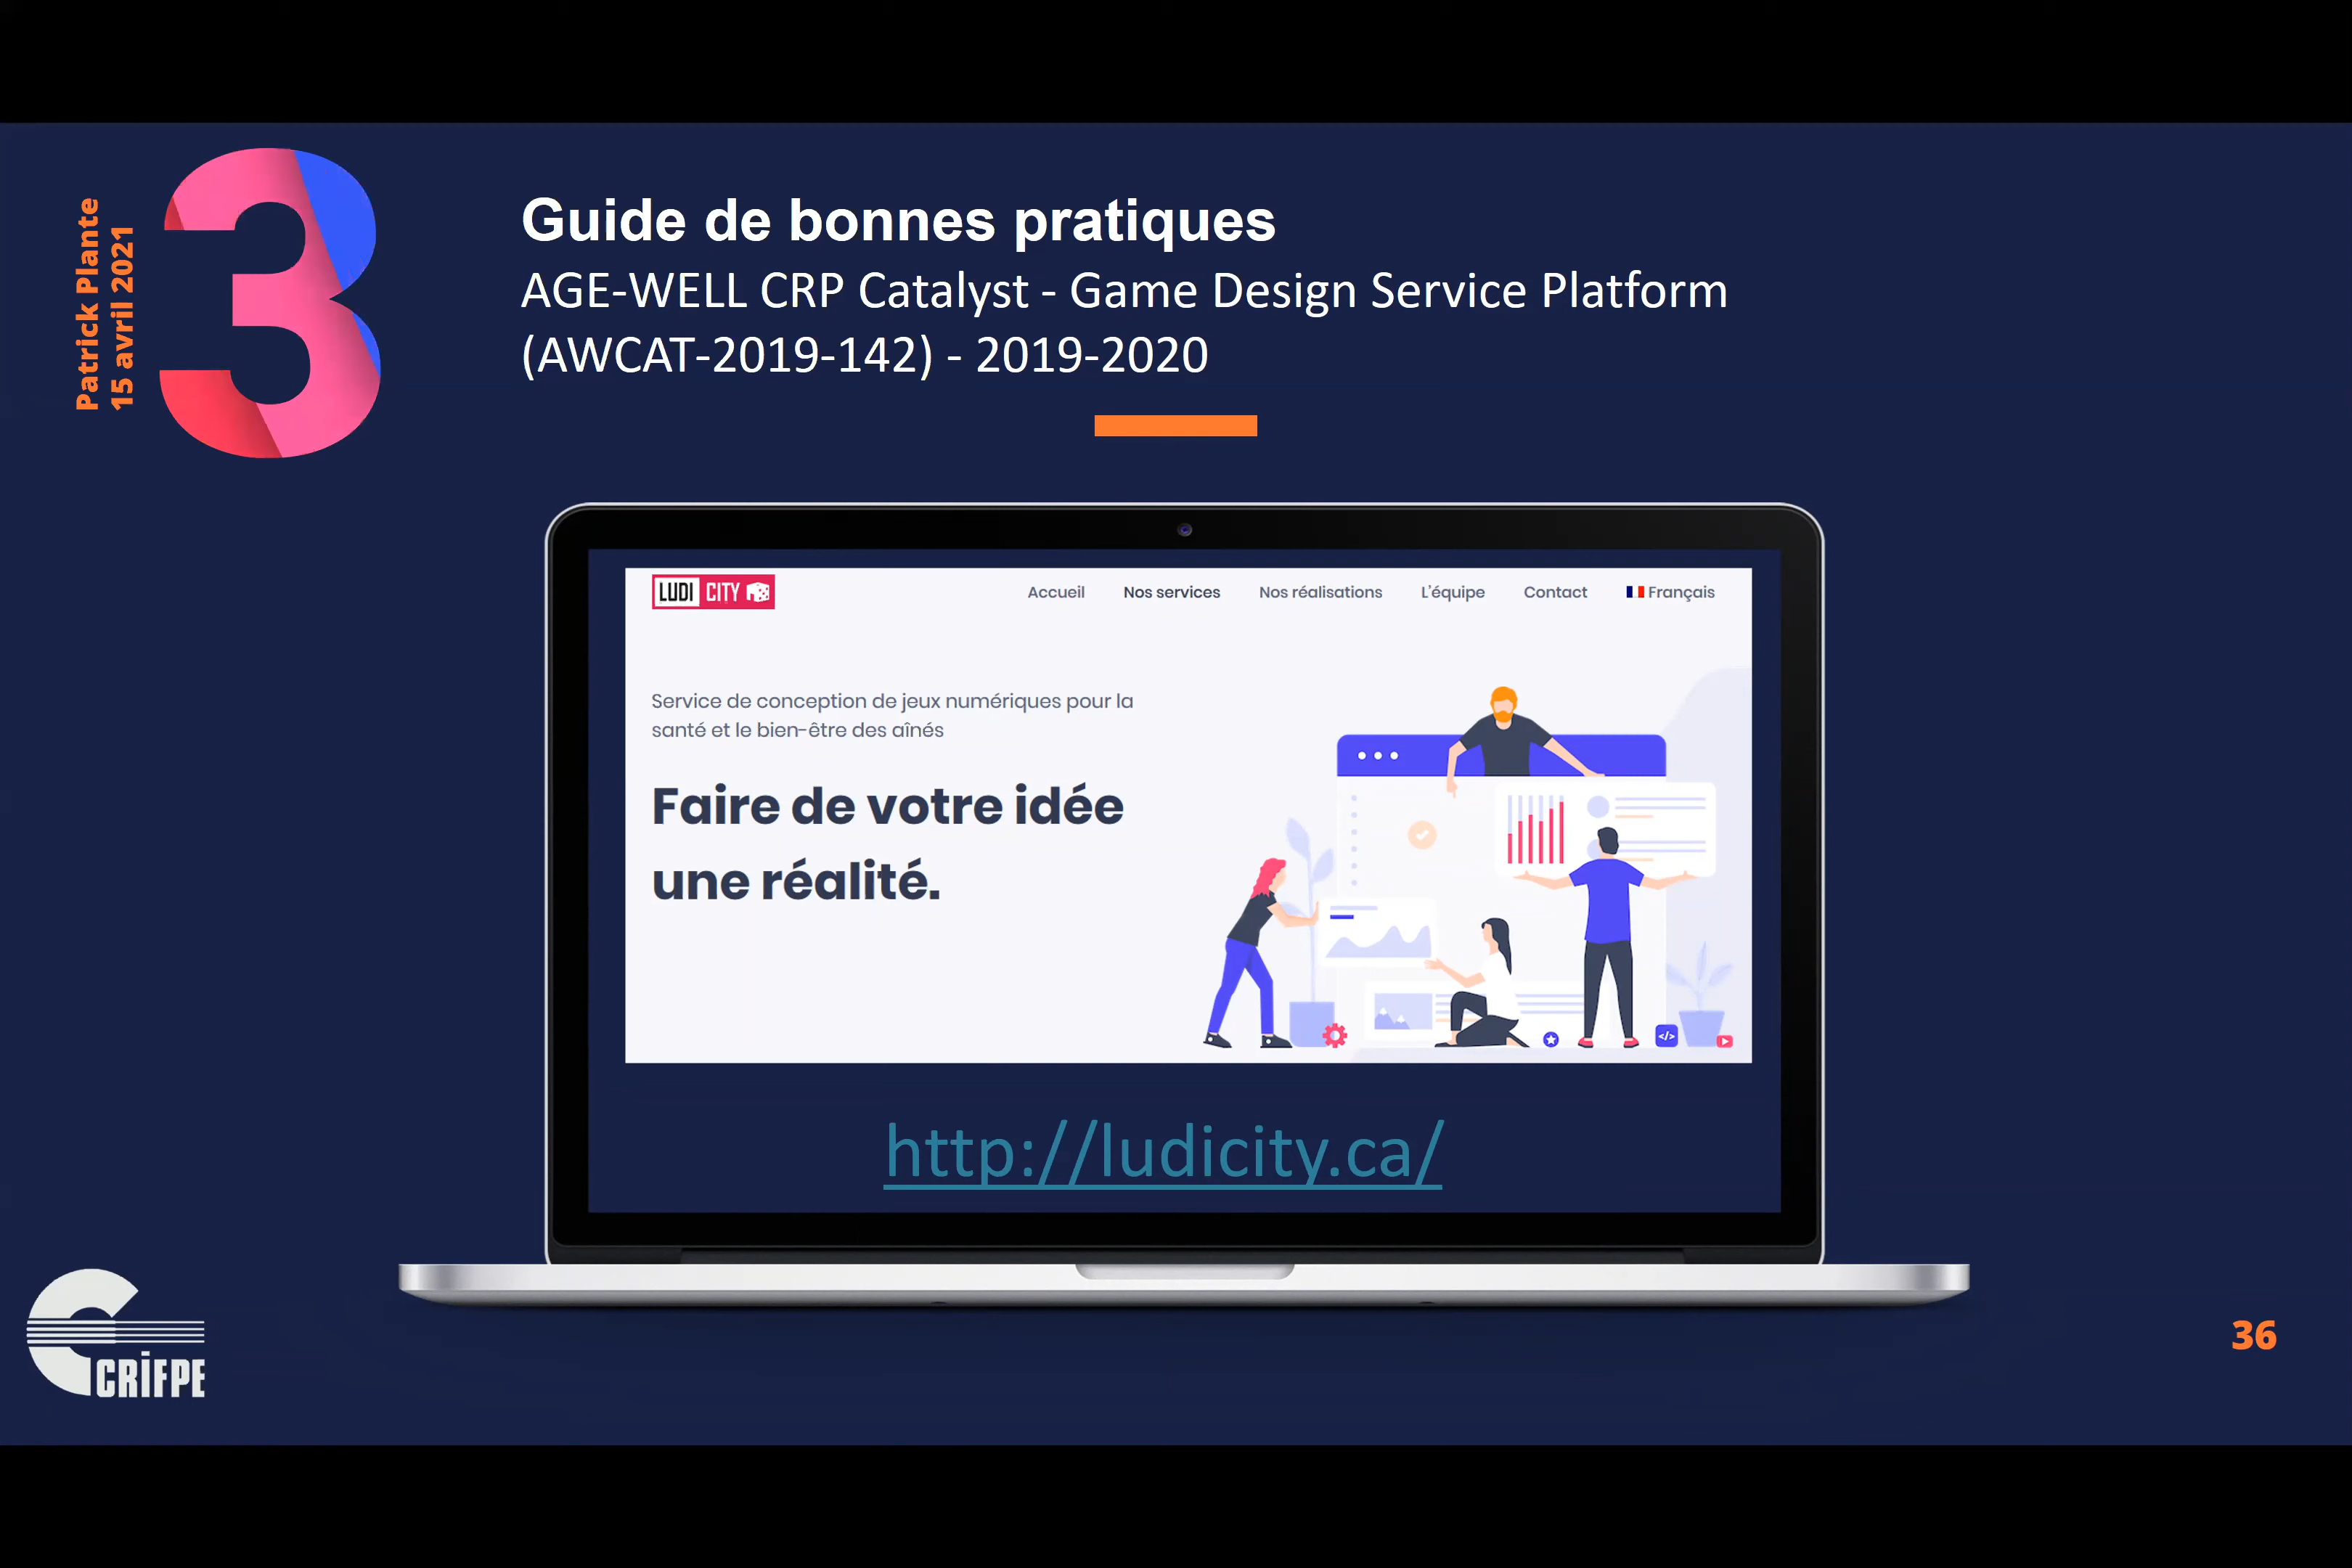 Patrick Plante
15 avril 2021
3
Guide de bonnes pratiques
AGE-WELL CRP Catalyst - Game Design Service Platform
(AWCAT-2019-142) - 2019-2020
LUDI CITY
Accueil Nos services Nos réalisations L'équipe Contact Français
Service de conception de jeux numériques pour la
santé et le bien-être des aînés
Faire de votre idée
une réalité.
</>
http://ludicity.ca/
CRIFPE
36